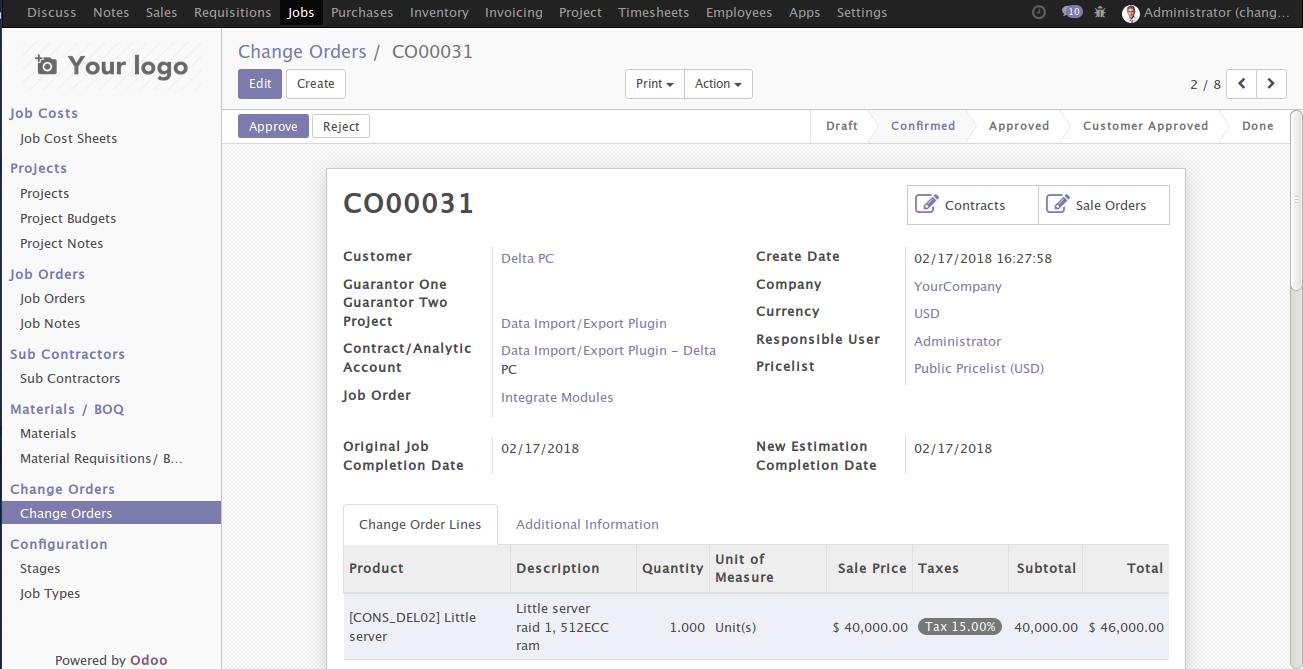 Discuss Notes Sales Requisitions Jobs Purchases Inventory Invoicing Project Timesheets Employees Apps Settings 10 Administrator (chang...
Your logo
Job Costs
Job Cost Sheets
Projects
Projects
Project Budgets
Project Notes
Job Orders
Job Orders
Job Notes
Sub Contractors
Sub Contractors
Materials / BOQ
Materials
Material Requisitions/ B...
Change Orders
Change Orders
Configuration
Stages
Job Types
Powered by Odoo
Change Orders / CO00031
Edit Create Print Action 2 / 8
Approve Reject Draft Confirmed Approved Customer Approved Done
CO00031
Contracts Sale Orders
Customer Delta PC
Guarantor One
Guarantor Two
Project Data Import/Export Plugin
Contract/Analytic Data Import/Export Plugin - Delta
Account PC
Job Order Integrate Modules
Create Date 02/17/2018 16:27:58
Company YourCompany
Currency USD
Responsible User Administrator
Pricelist Public Pricelist (USD)
Original Job 02/17/2018
Completion Date
New Estimation 02/17/2018
Completion Date
Change Order Lines Additional Information
Product Description Quantity Unit of Sale Price Taxes Subtotal Total
Measure
[CONS_DEL02] Little Little server
server raid 1, 512ECC 1.000 Unit(s) $ 40,000.00 Tax 15.00% 40,000.00 $ 46,000.00
ram